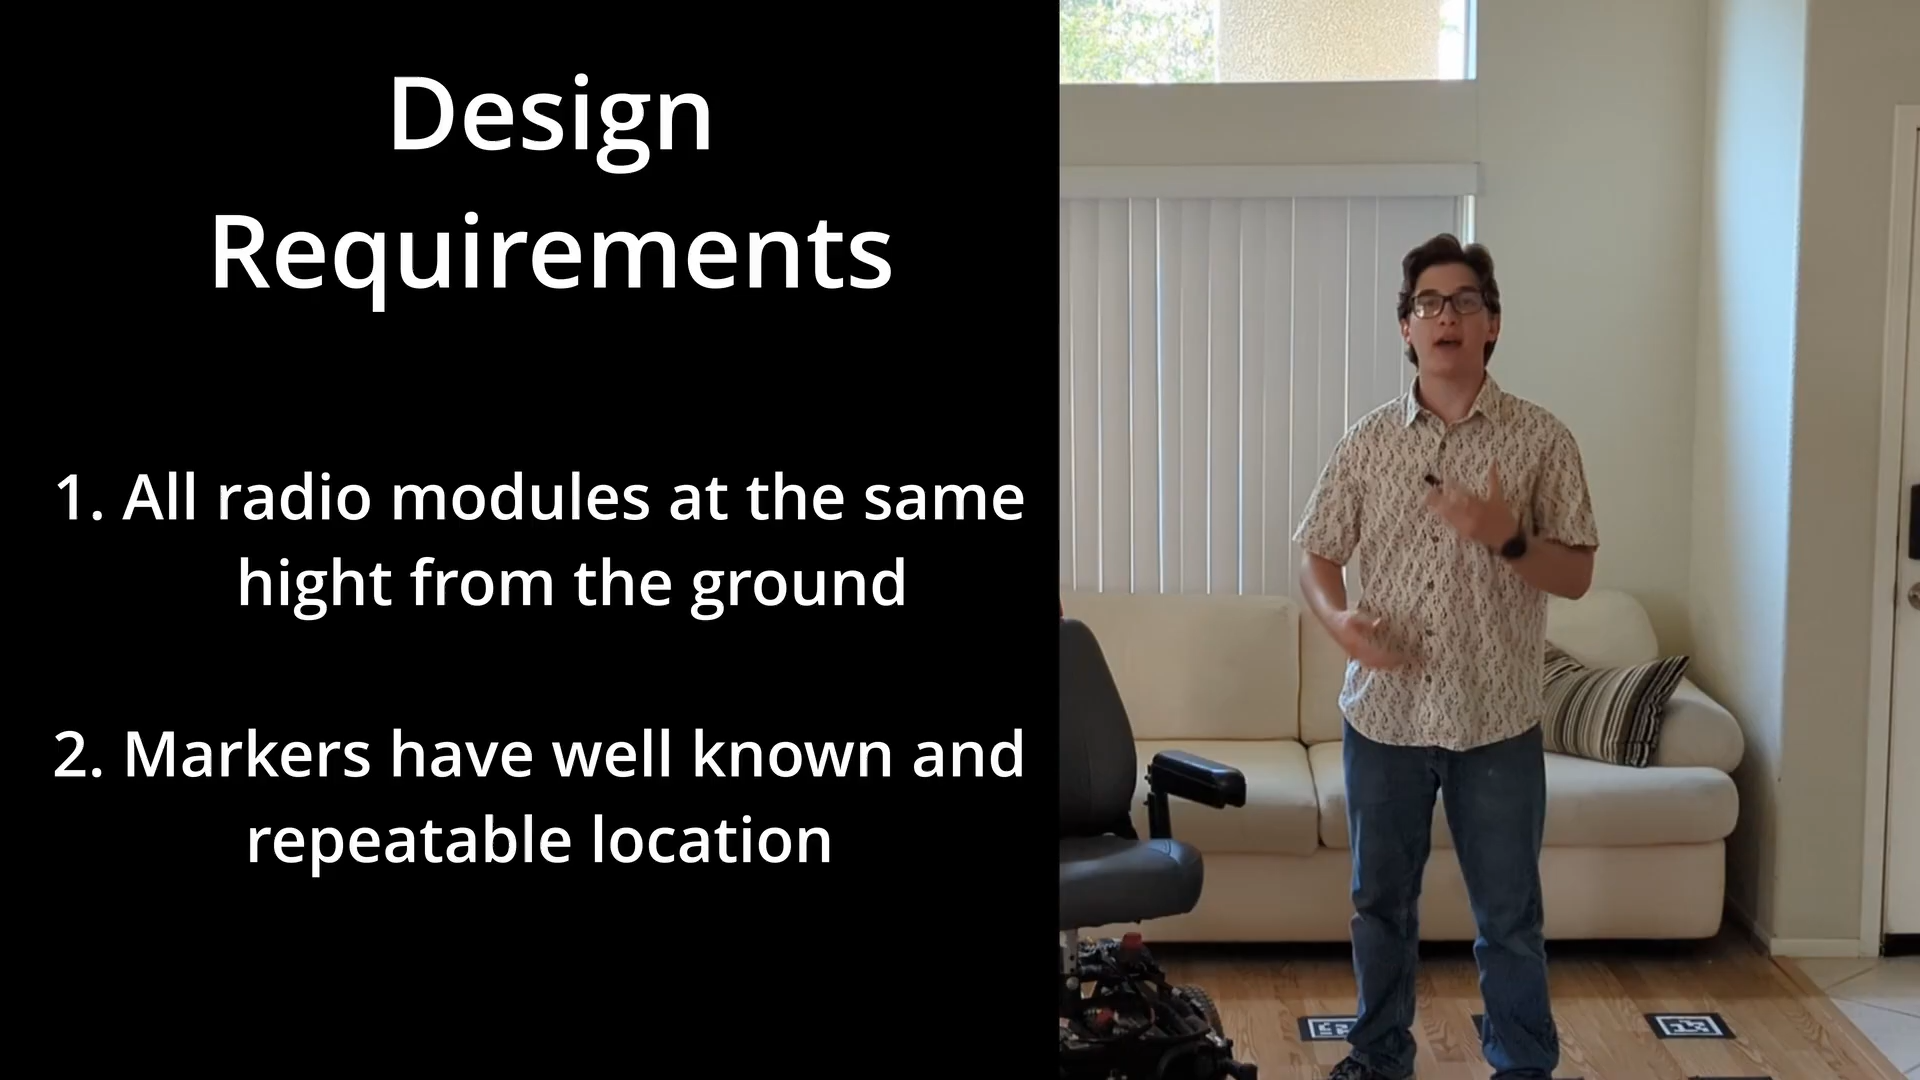 Design
Requirements
1. All radio modules at the same
hight from the ground
2. Markers have well known and
repeatable location